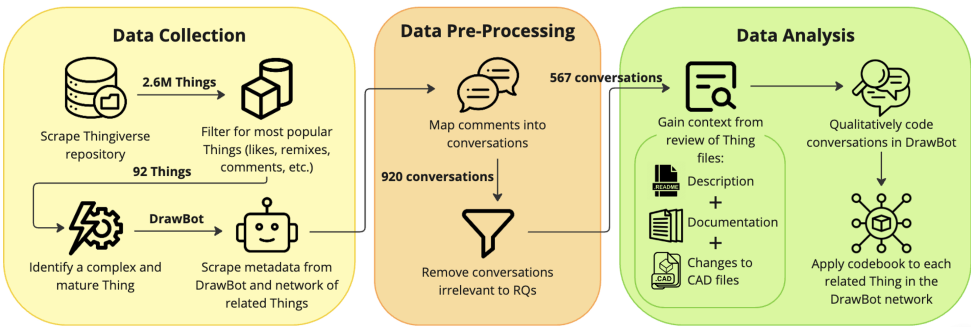 Data Collection
2.6M Things
Scrape Thingiverse
repository
Filter for most popular
Things (likes, remixes,
comments, etc.)
92 Things
DrawBot
Identify a complex and
mature Thing
Scrape metadata from
DrawBot and network of
related Things
Data Pre-Processing
Map comments into
conversations
920 conversations
Remove conversations
irrelevant to RQs
Data Analysis
567 conversations
Gain context from
review of Thing
files:
README
Description
+
Documentation
+
.CAD
Changes to
CAD files
Qualitatively code
conversations in DrawBot
Apply codebook to each
related Thing in the
DrawBot network